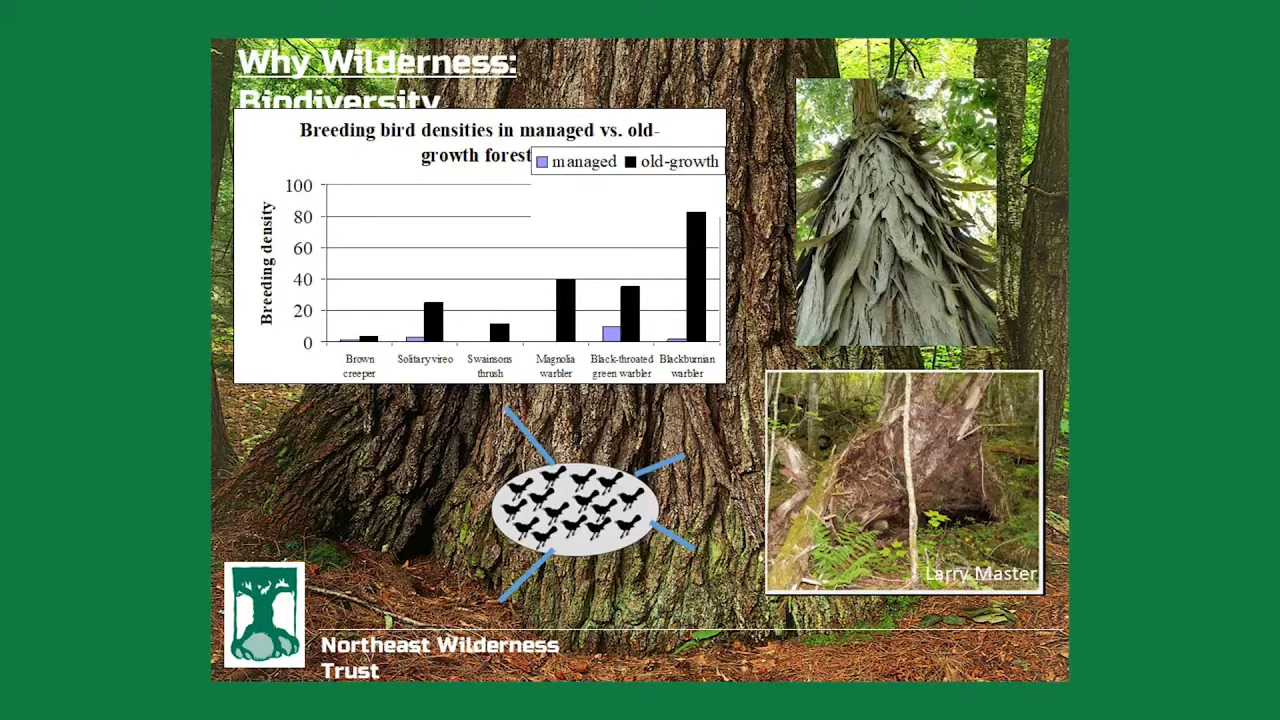 Why Wilderness:
Biodiversity
Breeding bird densities in managed vs. old-
growth forest
managed old-growth
100
80
60
40
20
0
Breeding density
Brown
creeper
Solitary vireo
Swainsons
thrush
Magnolia
warbler
Black-throated
green warbler
Blackburnian
warbler
Larry Master
Northeast Wilderness
Trust